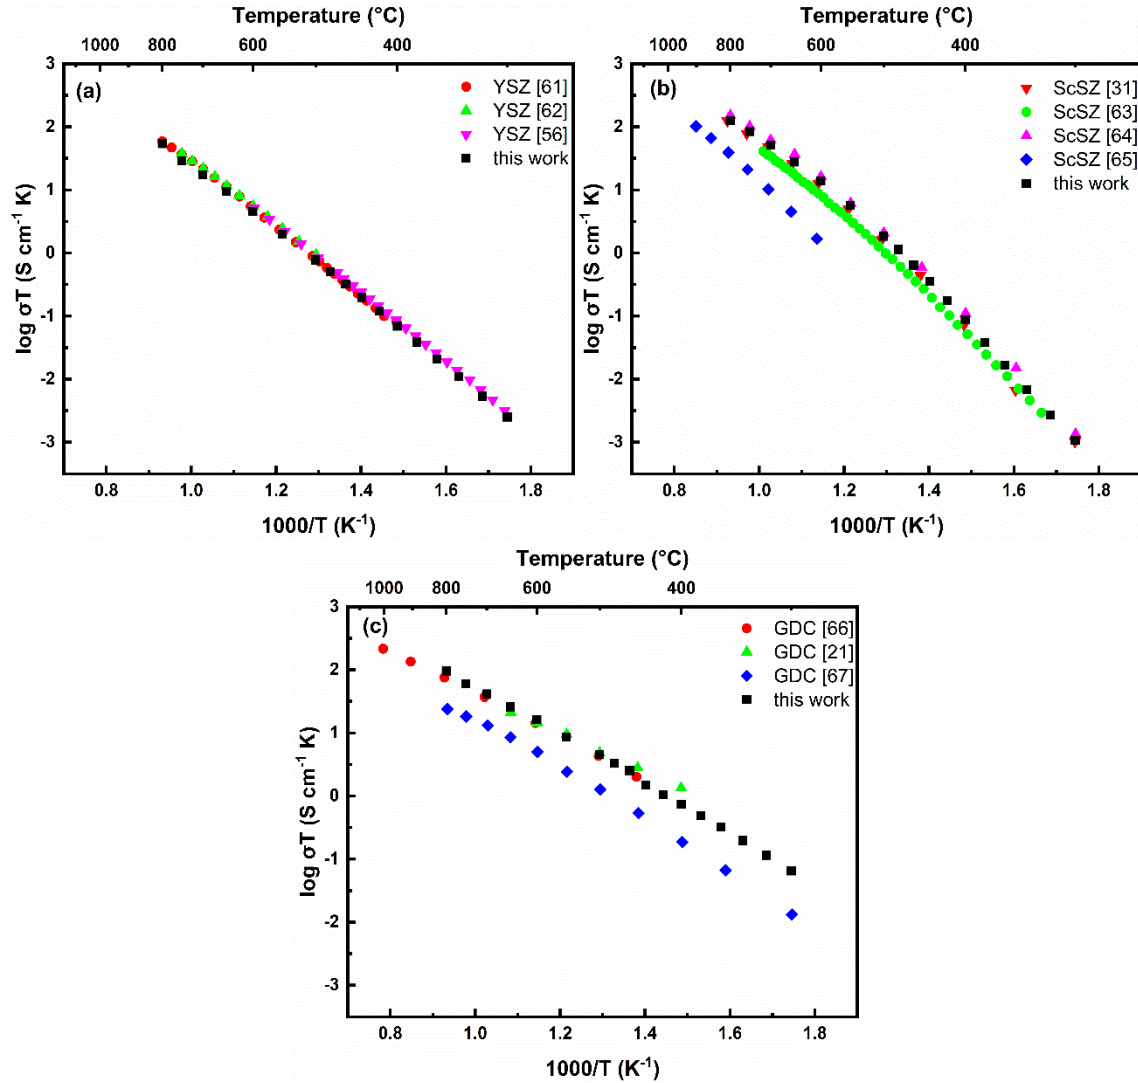 Temperature (°C)
1000 800 600 400
3
2
1
0
-1
-2
-3
log σT (S cm-1 K)
(a)
YSZ [61]
YSZ [62]
YSZ [56]
this work
0.8 1.0 1.2 1.4 1.6 1.8
1000/T (K-1)
Temperature (°C)
1000 800 600 400
3
2
1
0
-1
-2
-3
log σT (S cm-1 K)
(b)
ScSZ [31]
ScSZ [63]
ScSZ [64]
ScSZ [65]
this work
0.8 1.0 1.2 1.4 1.6 1.8
1000/T (K-1)
Temperature (°C)
1000 800 600 400
3
2
1
0
-1
-2
-3
log σT (S cm-1 K)
(c)
GDC [66]
GDC [21]
GDC [67]
this work
0.8 1.0 1.2 1.4 1.6 1.8
1000/T (K-1)